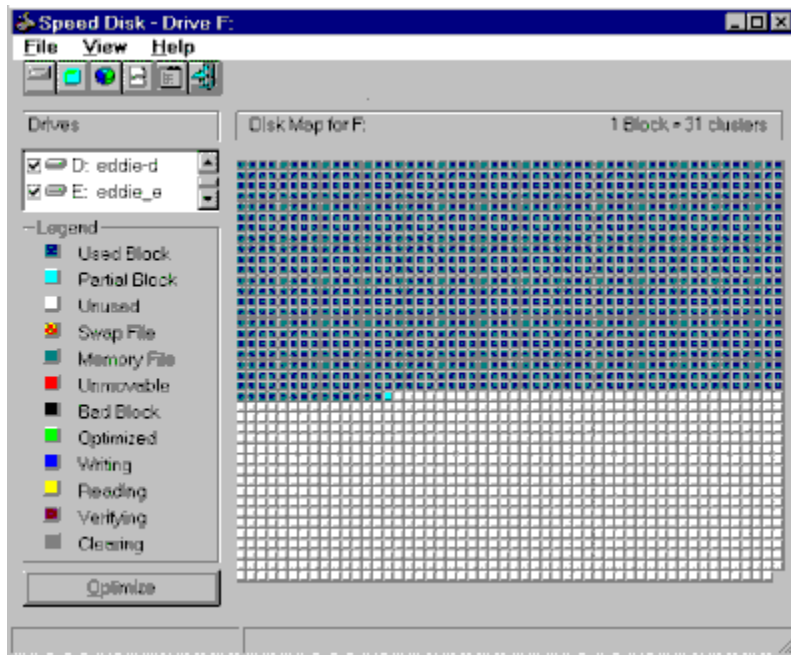 Speed Disk - Drive F:
File View Help
Drives
Disk Map for F: 1 Block = 31 clusters
D: eddie-d
E: eddie_e
Legend
Used Block
Partial Block
Unused
Swap File
Memory File
Unmovable
Bad Block
Optimized
Writing
Reading
Verifying
Clearing
Optimize